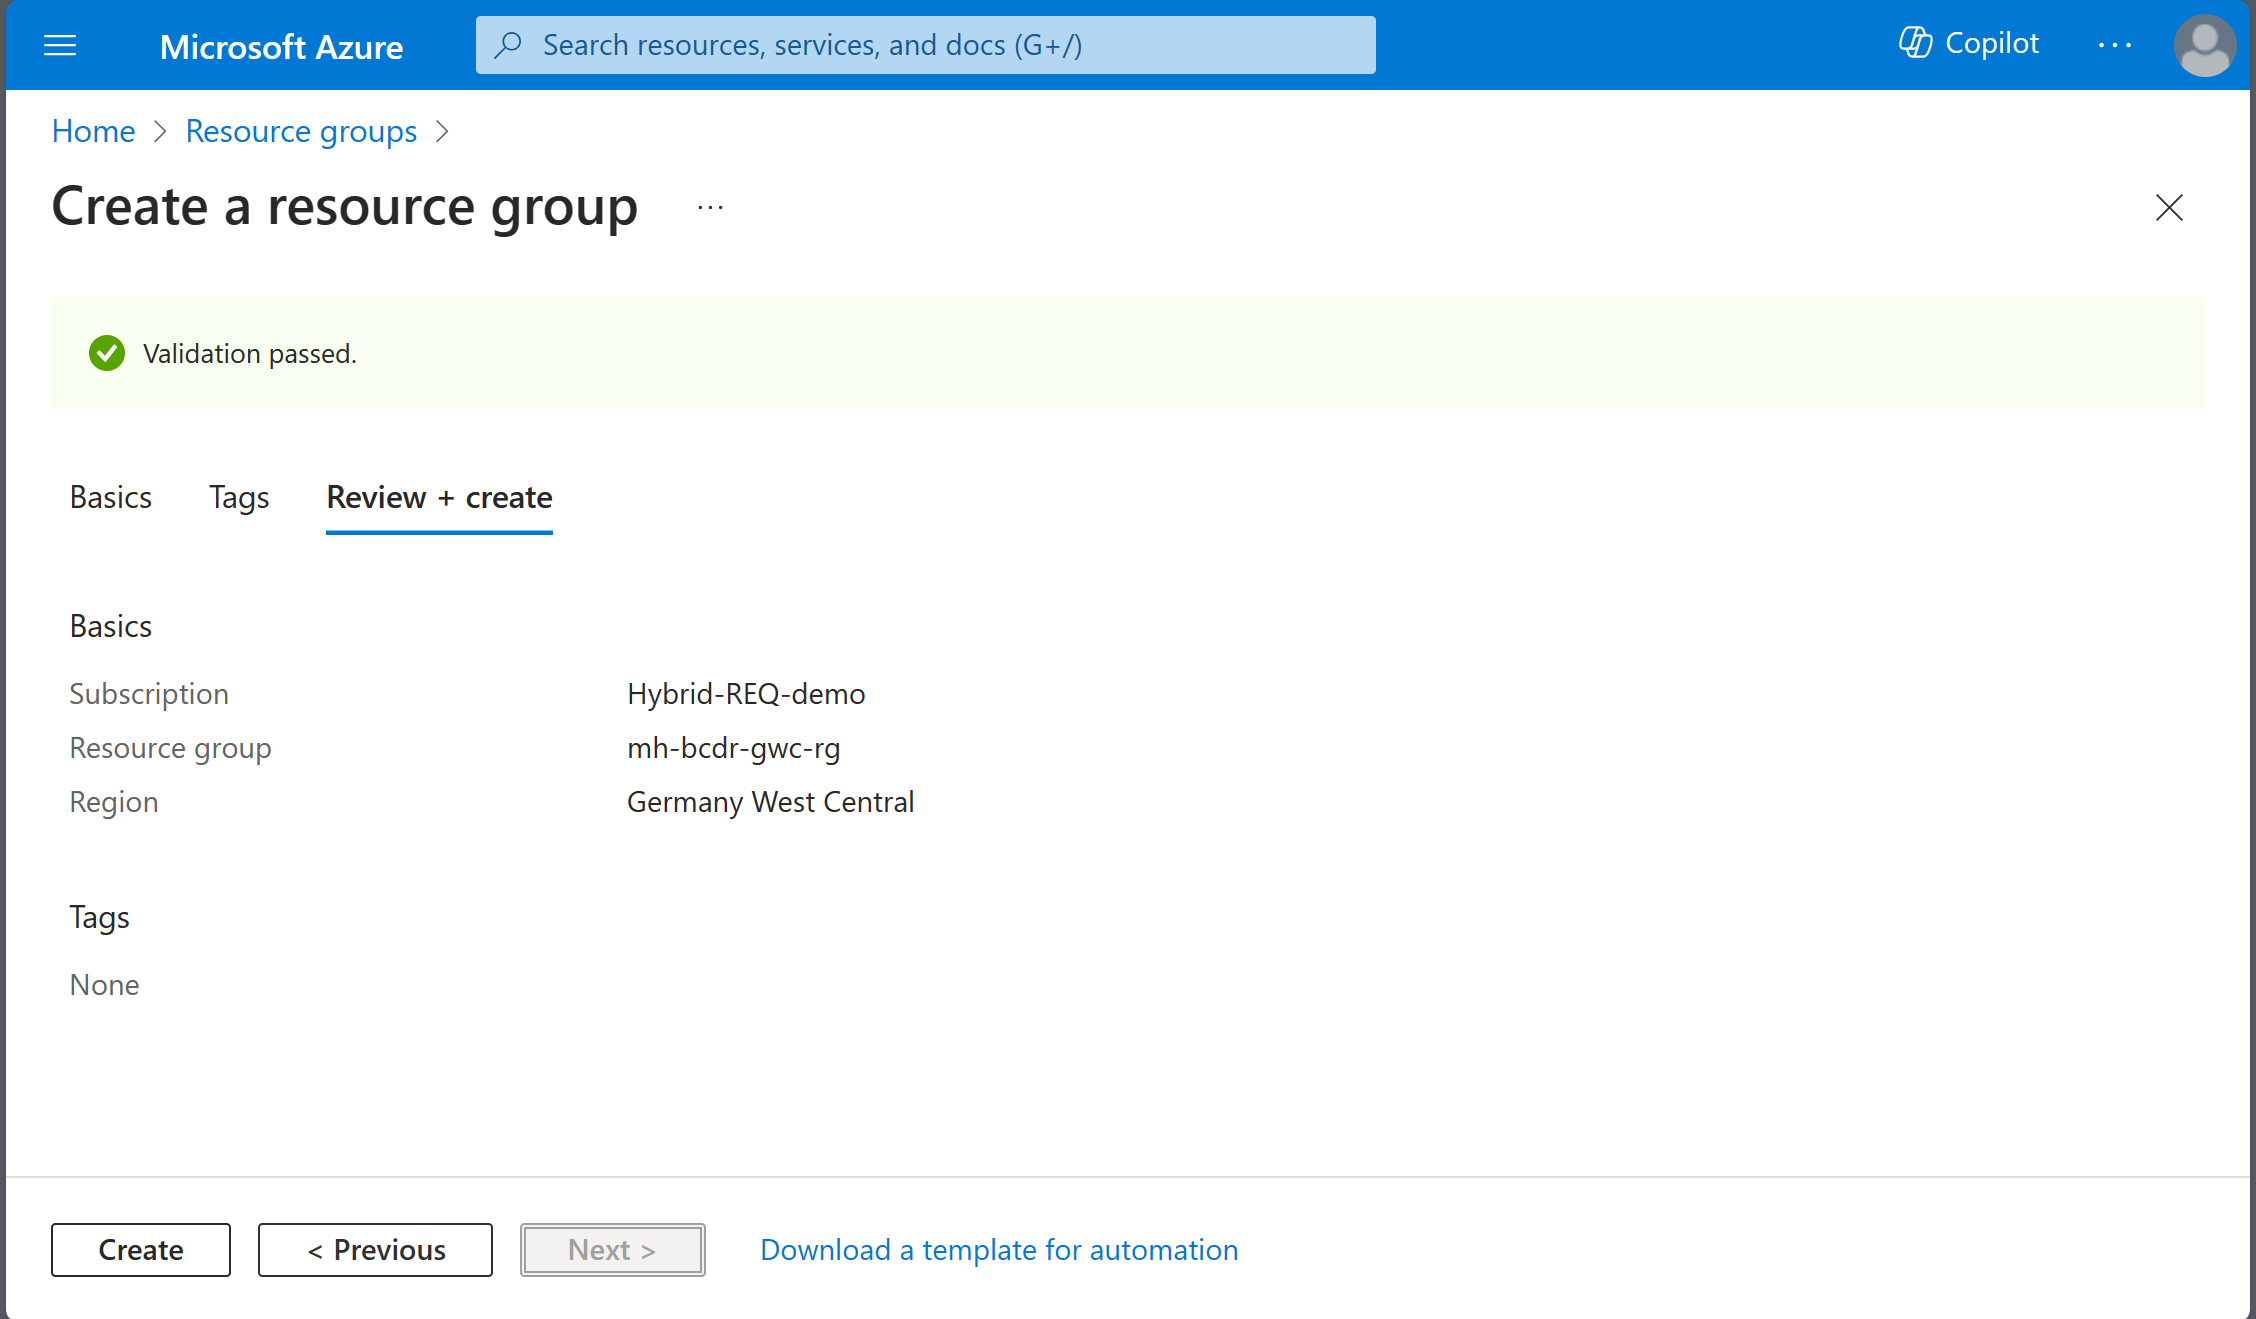 Microsoft Azure
Search resources, services, and docs (G+/)
Copilot
Home > Resource groups >
Create a resource group ...
Validation passed.
Basics Tags Review + create
Basics
Subscription Hybrid-REQ-demo
Resource group mh-bcdr-gwc-rg
Region Germany West Central
Tags
None
Create < Previous Next > Download a template for automation